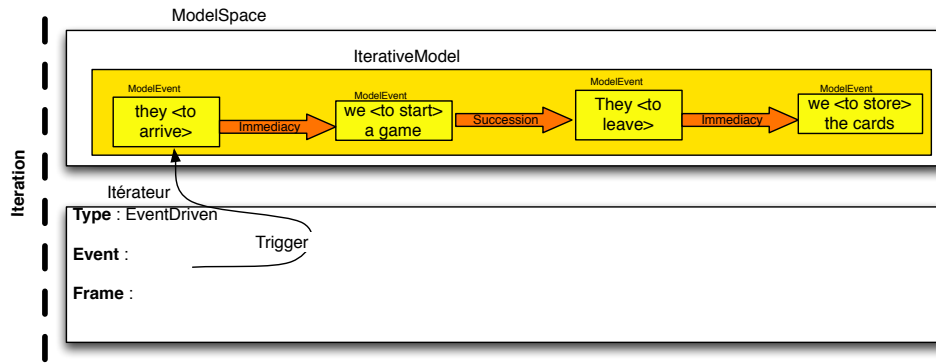 ModelSpace
IterativeModel
ModelEvent
they <to
arrive>
Immediacy
ModelEvent
we <to start>
a game
Succession
ModelEvent
They <to
leave>
Immediacy
ModelEvent
we <to store>
the cards
Iteration
Itérateur
Type : EventDriven
Trigger
Event :
Frame :